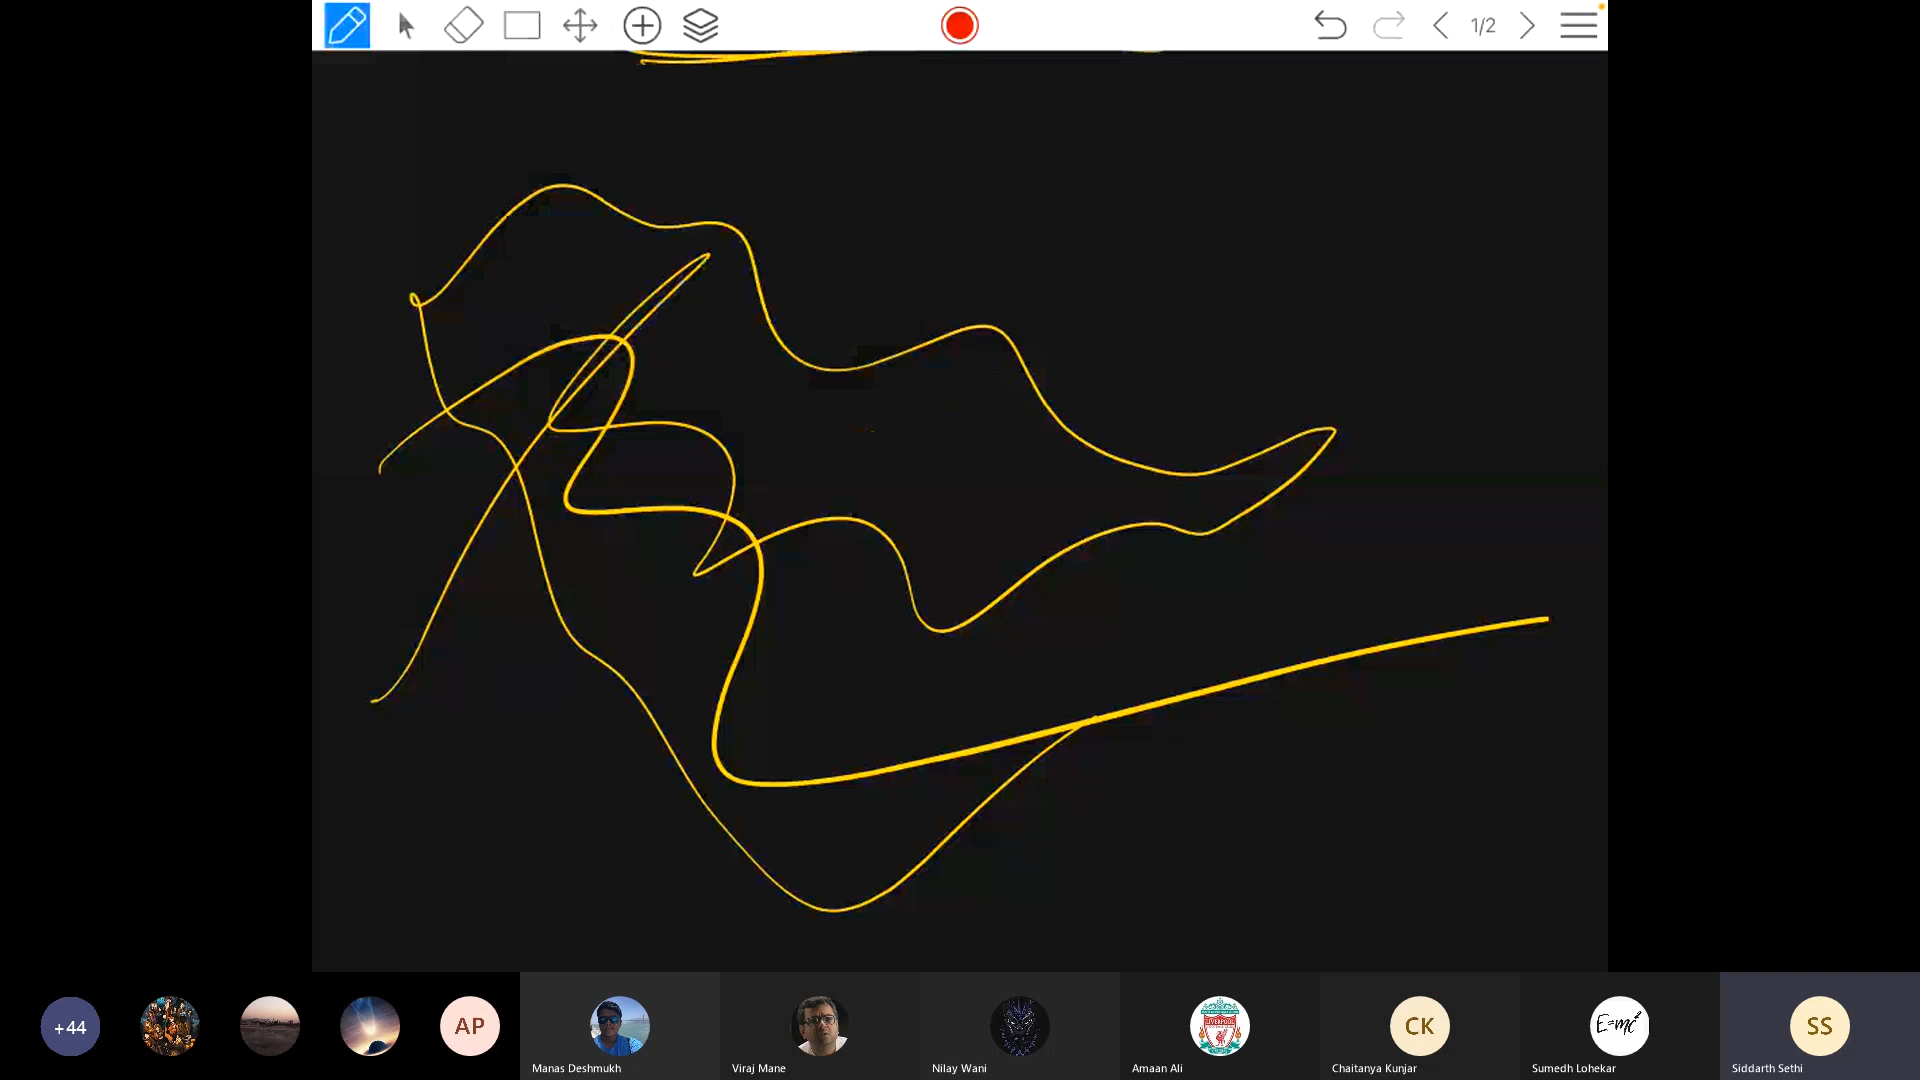 1/2
+44
AP
LIVERPOOL
CK
E=mc²
SS
Manas Deshmukh
Viraj Mane
Nilay Wani
Amaan Ali
Chaitanya Kunjar
Sumedh Lohekar
Siddarth Sethi